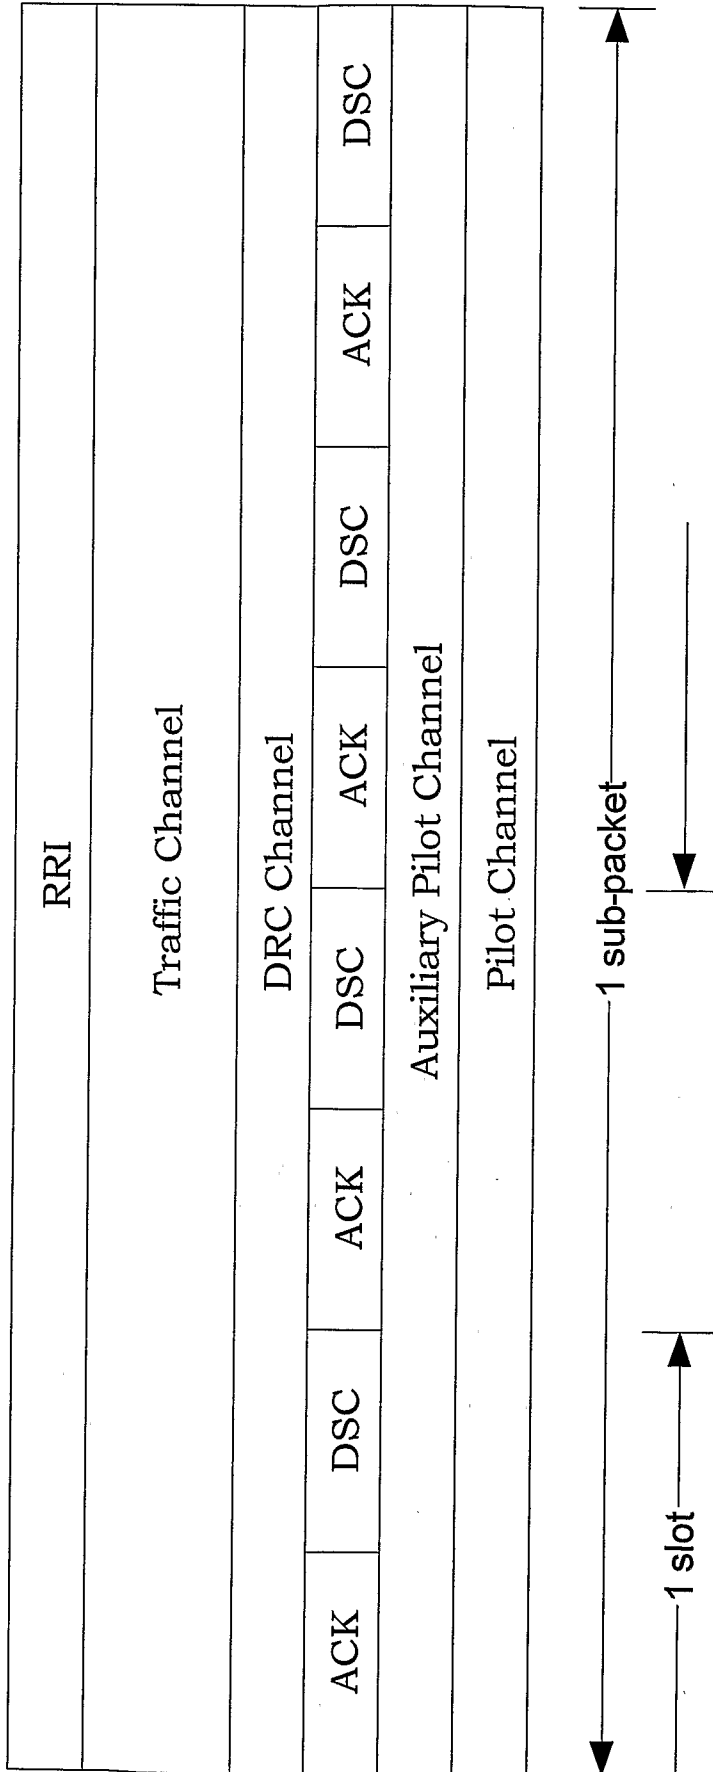 RRI
Traffic Channel
DRC Channel
ACK
DSC
ACK
DSC
ACK
DSC
ACK
DSC
Auxiliary Pilot Channel
Pilot Channel
1 sub-packet
1 slot